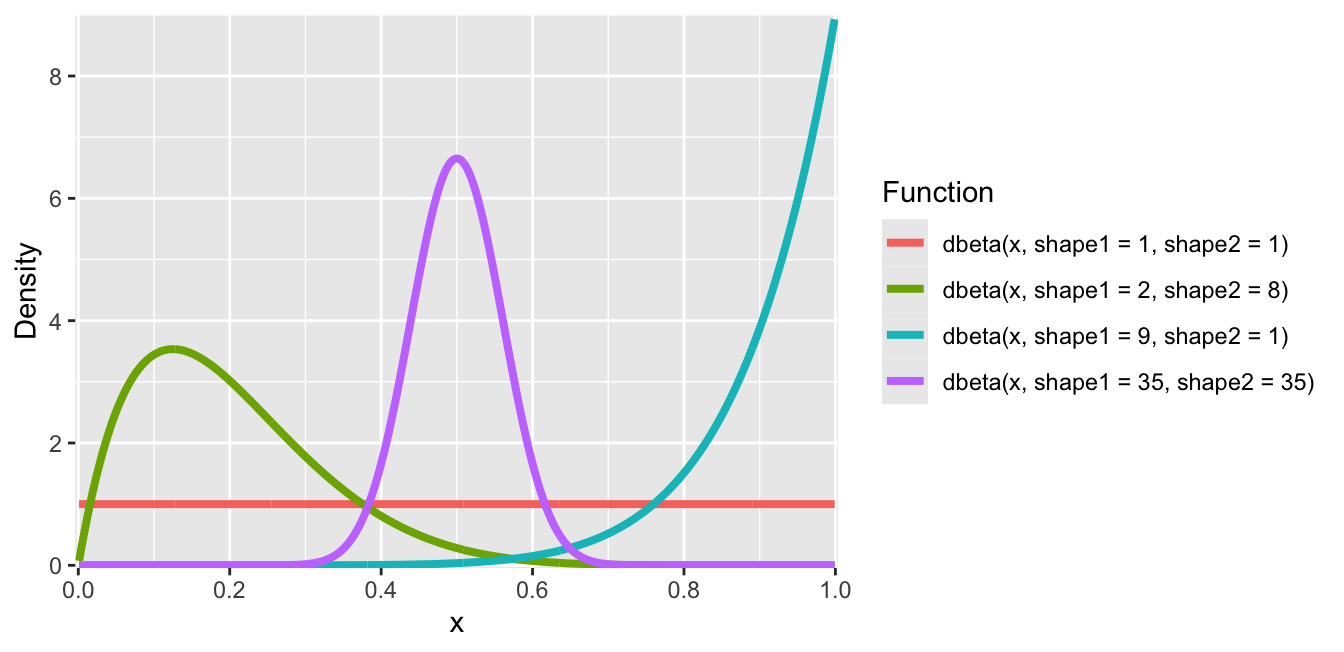 Density
8
6
4
2
0
0.0 0.2 0.4 0.6 0.8 1.0
x
Function
dbeta(x, shape1 = 1, shape2 = 1)
dbeta(x, shape1 = 2, shape2 = 8)
dbeta(x, shape1 = 9, shape2 = 1)
dbeta(x, shape1 = 35, shape2 = 35)